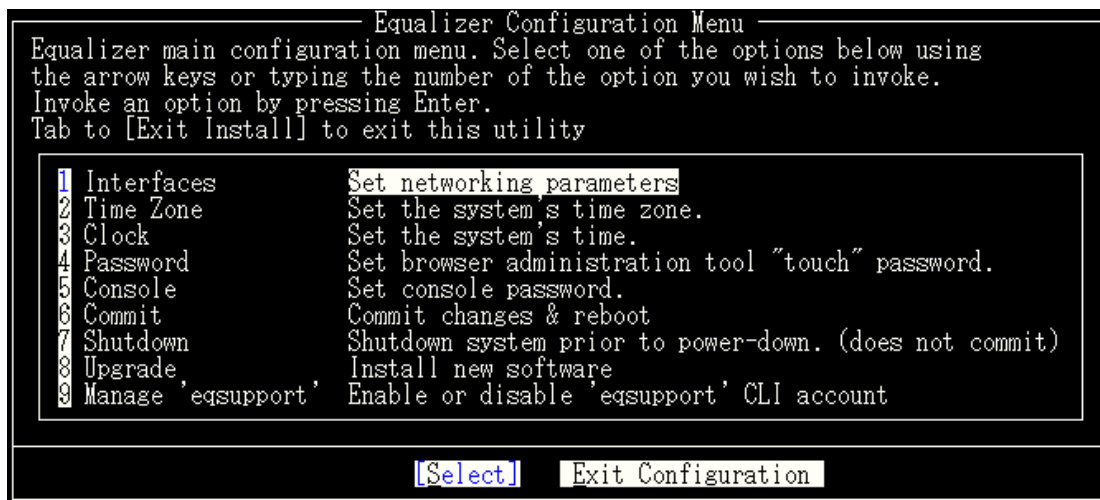 Equalizer Configuration Menu
Equalizer main configuration menu. Select one of the options below using
the arrow keys or typing the number of the option you wish to invoke.
Invoke an option by pressing Enter.
Tab to [Exit Install] to exit this utility
1 Interfaces Set networking parameters
2 Time Zone Set the system's time zone.
3 Clock Set the system's time.
4 Password Set browser administration tool "touch" password.
5 Console Set console password.
6 Commit Commit changes & reboot
7 Shutdown Shutdown system prior to power-down. (does not commit)
8 Upgrade Install new software
9 Manage 'eqsupport' Enable or disable 'eqsupport' CLI account
[Select] Exit Configuration